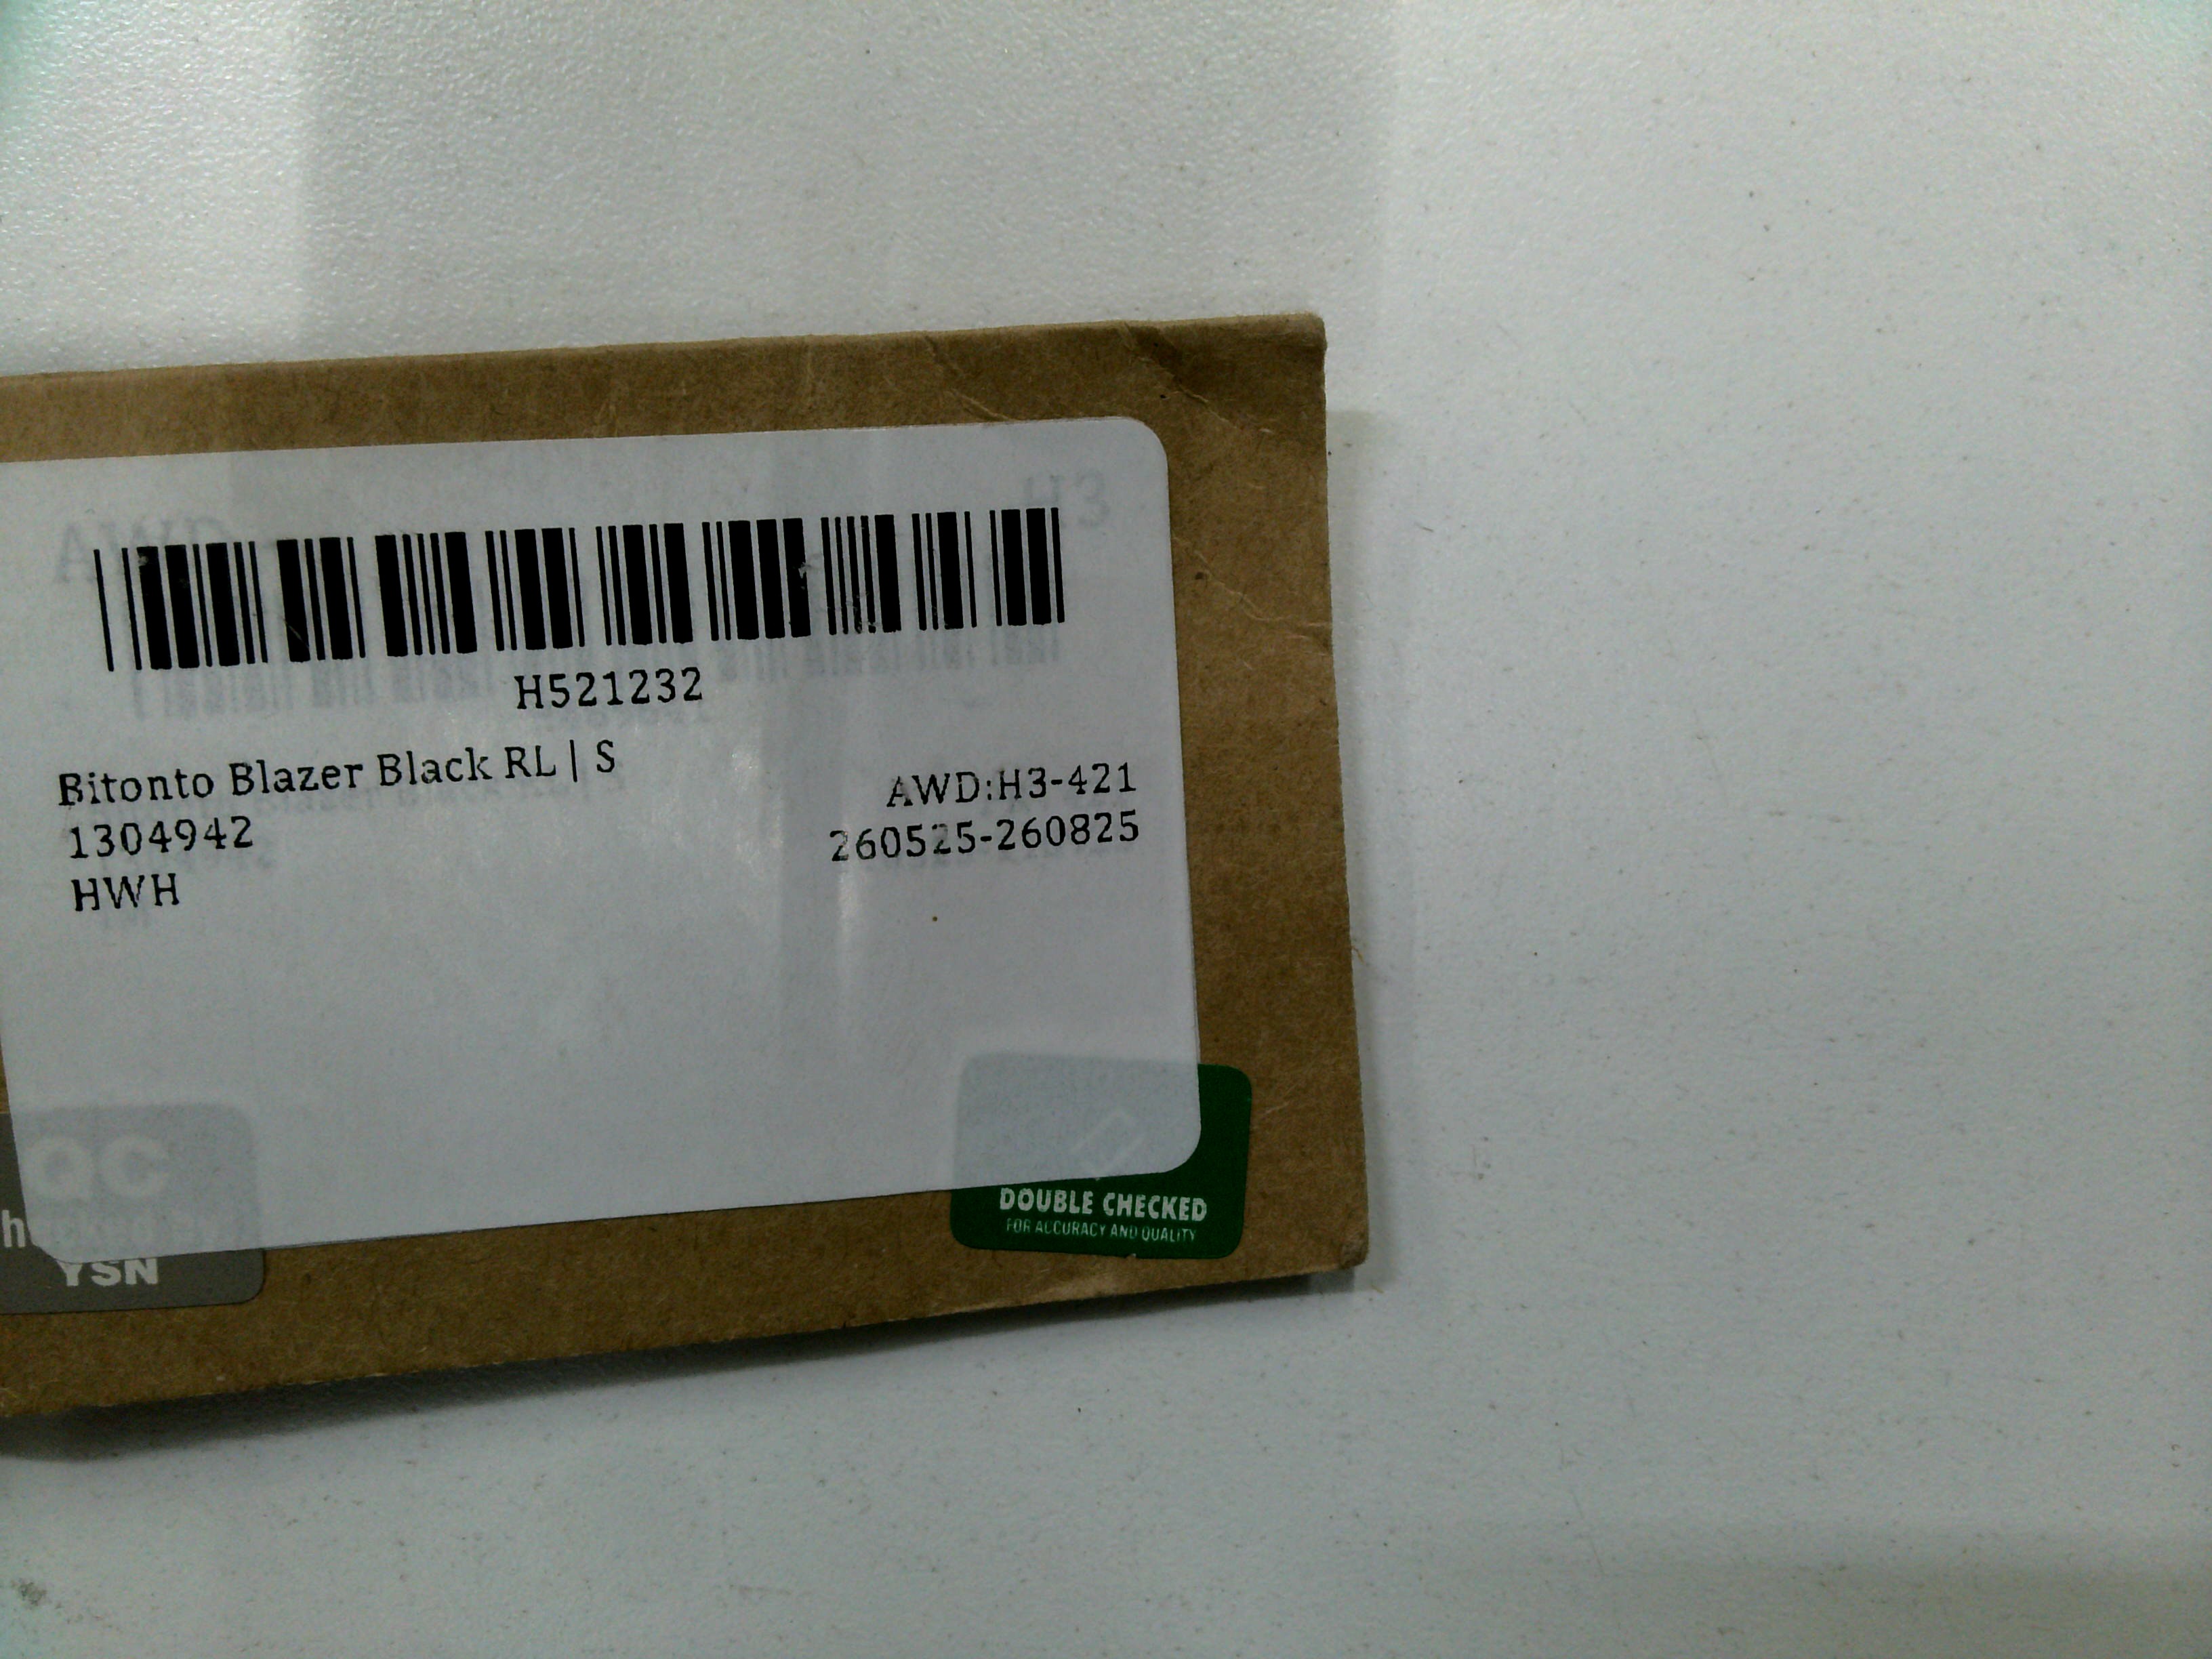 H521232
Bitonto Blazer Black RL | S
1304942
HWH
AWD:H3-421
260525-260825
QC
YSN
DOUBLE CHECKED
FOR ACCURACY AND QUALITY